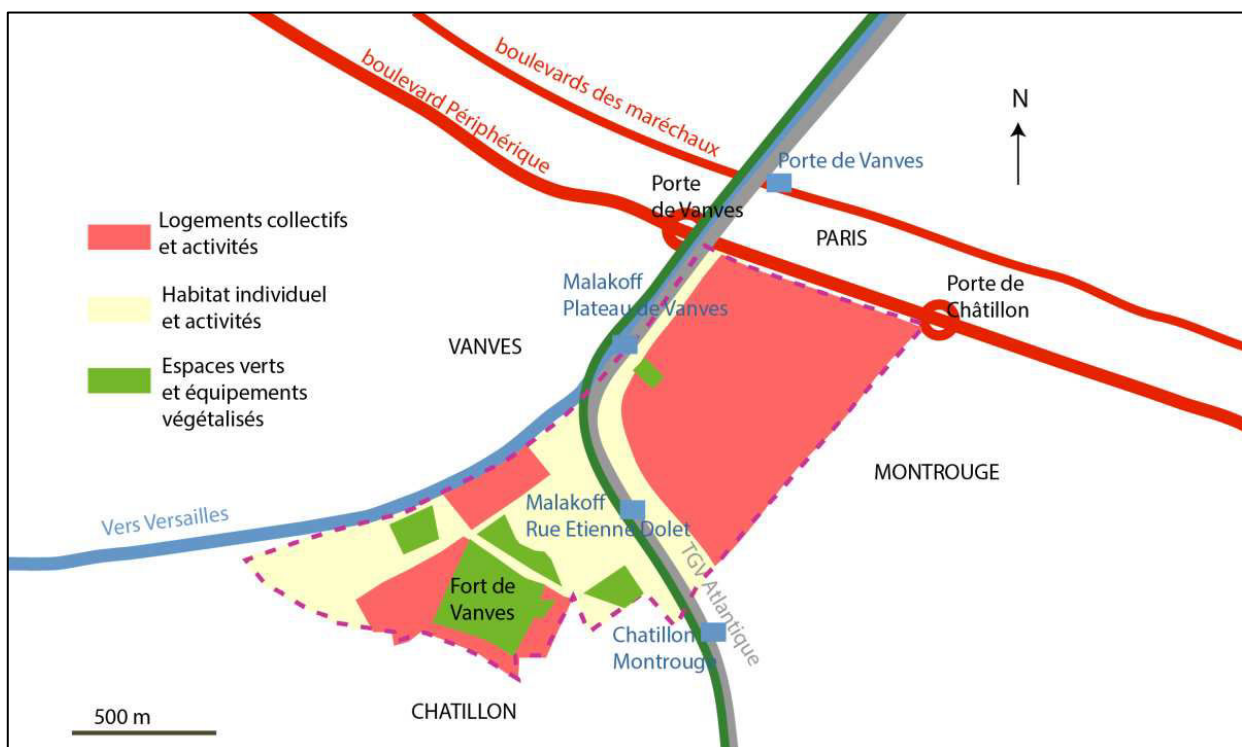 boulevards des maréchaux
boulevard Périphérique
N
Porte de Vanves
Porte
de Vanves
PARIS
Logements collectifs
et activités
Habitat individuel
et activités
Espaces verts
et équipements
végétalisés
Malakoff
Plateau de Vanves
Porte de
Châtillon
VANVES
MONTROUGE
Vers Versailles
Malakoff
Rue Etienne Dolet
TGV Atlantique
Fort de
Vanves
Chatillon
Montrouge
CHATILLON
500 m